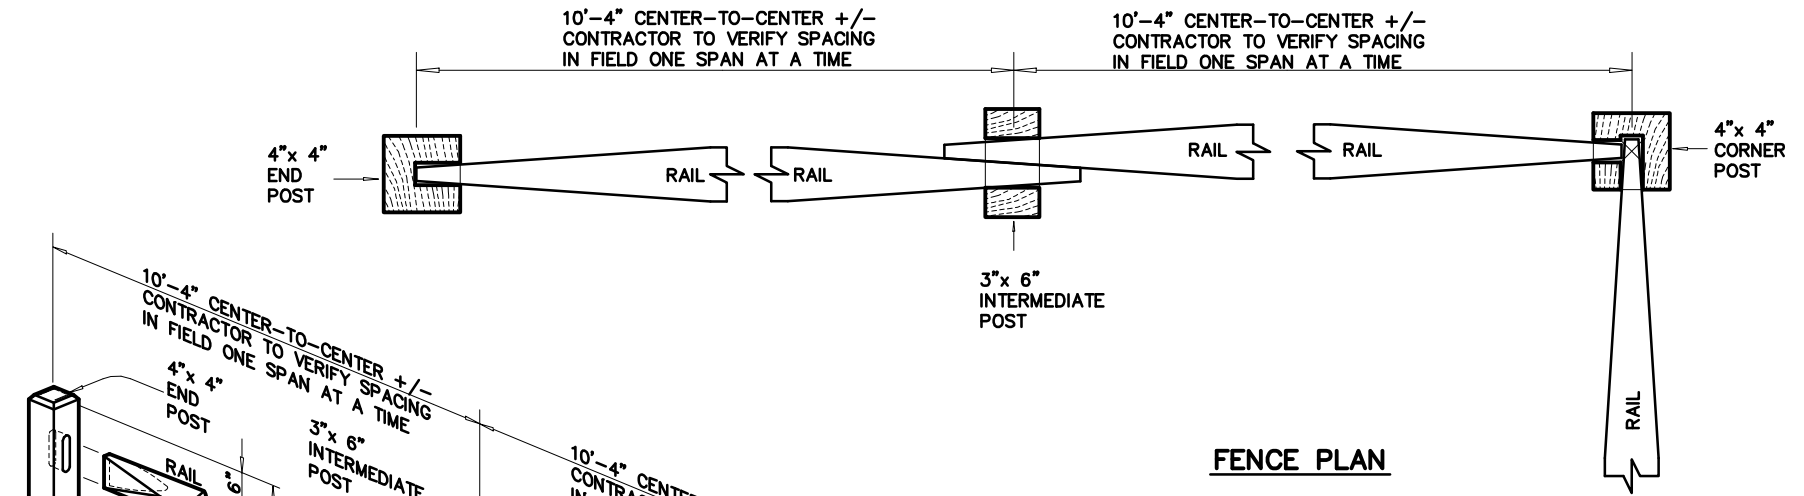 10'-4" CENTER-TO-CENTER +/-
CONTRACTOR TO VERIFY SPACING
IN FIELD ONE SPAN AT A TIME
10'-4" CENTER-TO-CENTER +/-
CONTRACTOR TO VERIFY SPACING
IN FIELD ONE SPAN AT A TIME
4"x 4"
END
POST
RAIL
RAIL
RAIL
RAIL
4"x 4"
CORNER
POST
3"x 6"
INTERMEDIATE
POST
RAIL
FENCE PLAN
10'-4" CENTER-TO-CENTER +/-
CONTRACTOR TO VERIFY SPACING
IN FIELD ONE SPAN AT A TIME
4"x 4"
END
POST
3"x 6"
INTERMEDIATE
POST
RAIL
6"
10'-4" CENTER